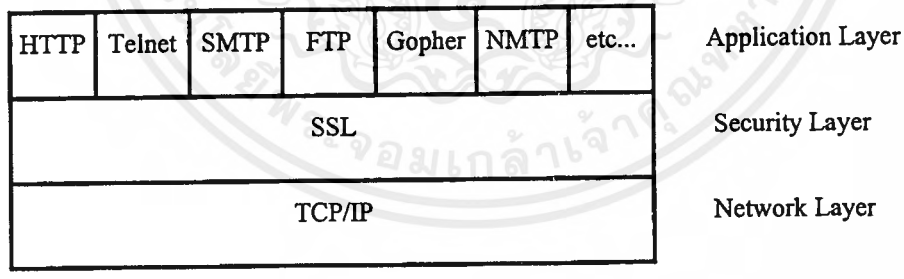 HTTP Telnet SMTP FTP Gopher NMTP etc... Application Layer
SSL Security Layer
TCP/IP Network Layer